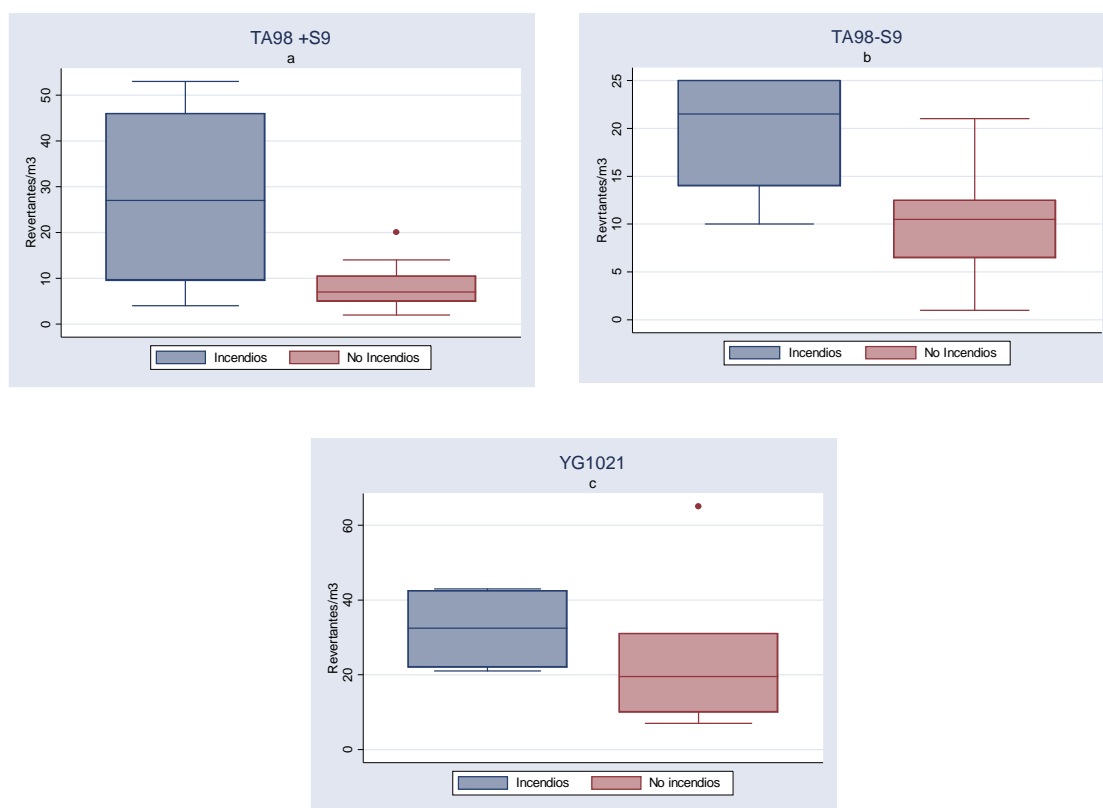 TA98 +S9
a
Revertantes/m3
50
40
30
20
10
0
Incendios No Incendios
TA98-S9
b
Revrtantes/m3
25
20
15
10
5
0
Incendios No Incendios
YG1021
c
Revertantes/m3
60
40
20
0
Incendios No incendios